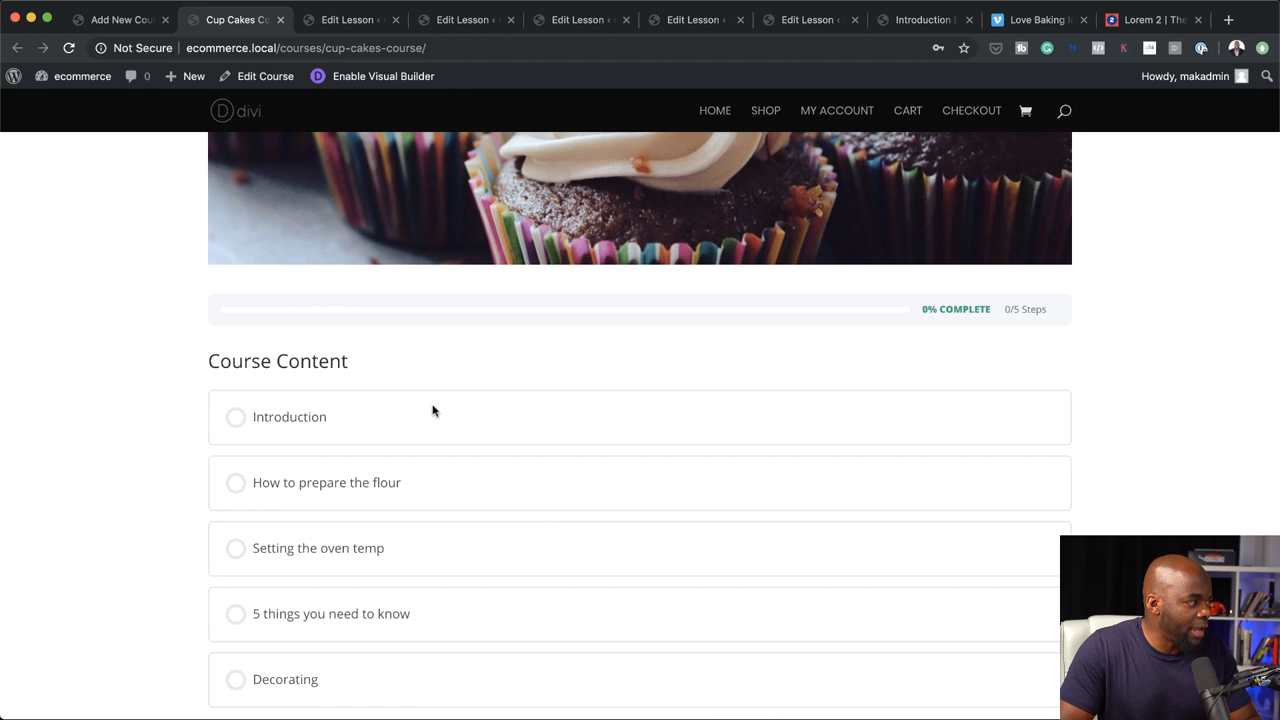 Add New Cou
Cup Cakes Co
Edit Lesson ‹
Edit Lesson ‹
Edit Lesson ‹
Edit Lesson ‹
Edit Lesson ‹
Introduction |
Love Baking I
Lorem 2 | The
Not Secure | ecommerce.local/courses/cup-cakes-course/
ecommerce 0 New Edit Course Enable Visual Builder Howdy, makadmin
D divi HOME SHOP MY ACCOUNT CART CHECKOUT
0% COMPLETE 0/5 Steps
Course Content
Introduction
How to prepare the flour
Setting the oven temp
5 things you need to know
Decorating